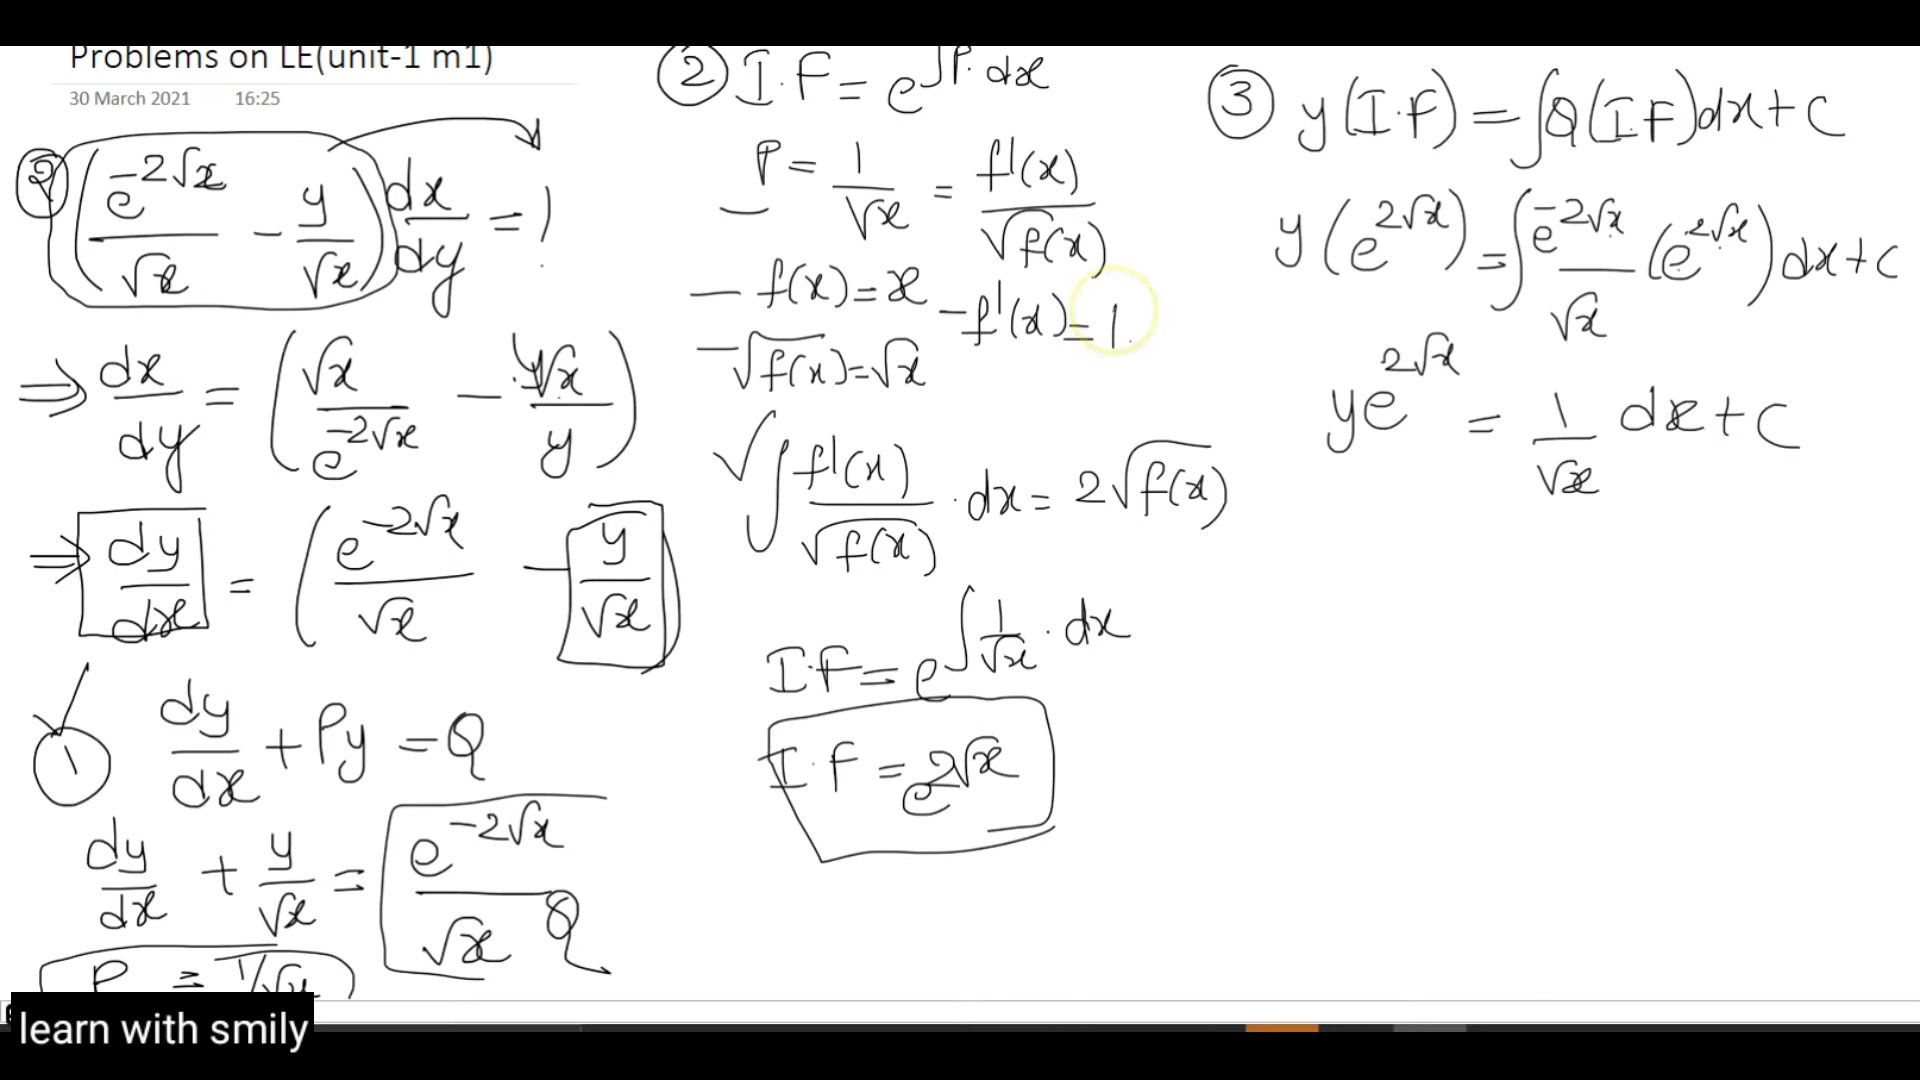 Problems on LE(unit-1 m1)
30 March 2021 16:25
② (e^{-2√x}/√x - y/√x) dx/dy = 1
⇒ dx/dy = (√x/e^{-2√x} - √x/y)
⇒ dy/dx = (e^{-2√x}/√x - y/√x)
① dy/dx + Py = Q
dy/dx + y/√x = e^{-2√x}/√x Q
P = 1/√x
② I.F = e^{∫P.dx}
P = 1/√x = f'(x)/√f(x)
- f(x) = x - f'(x) = 1.
- √f(x) = √x
√ ∫ f'(x)/√f(x) . dx = 2√f(x)
I.F = e^{∫ 1/√x . dx}
I.F = e^{2√x}
③ y(I.F) = ∫Q(I.F)dx + C
y(e^{2√x}) = ∫ e^{-2√x}/√x (e^{2√x}) dx + C
ye^{2√x} = 1/√x dx + C
learn with smily